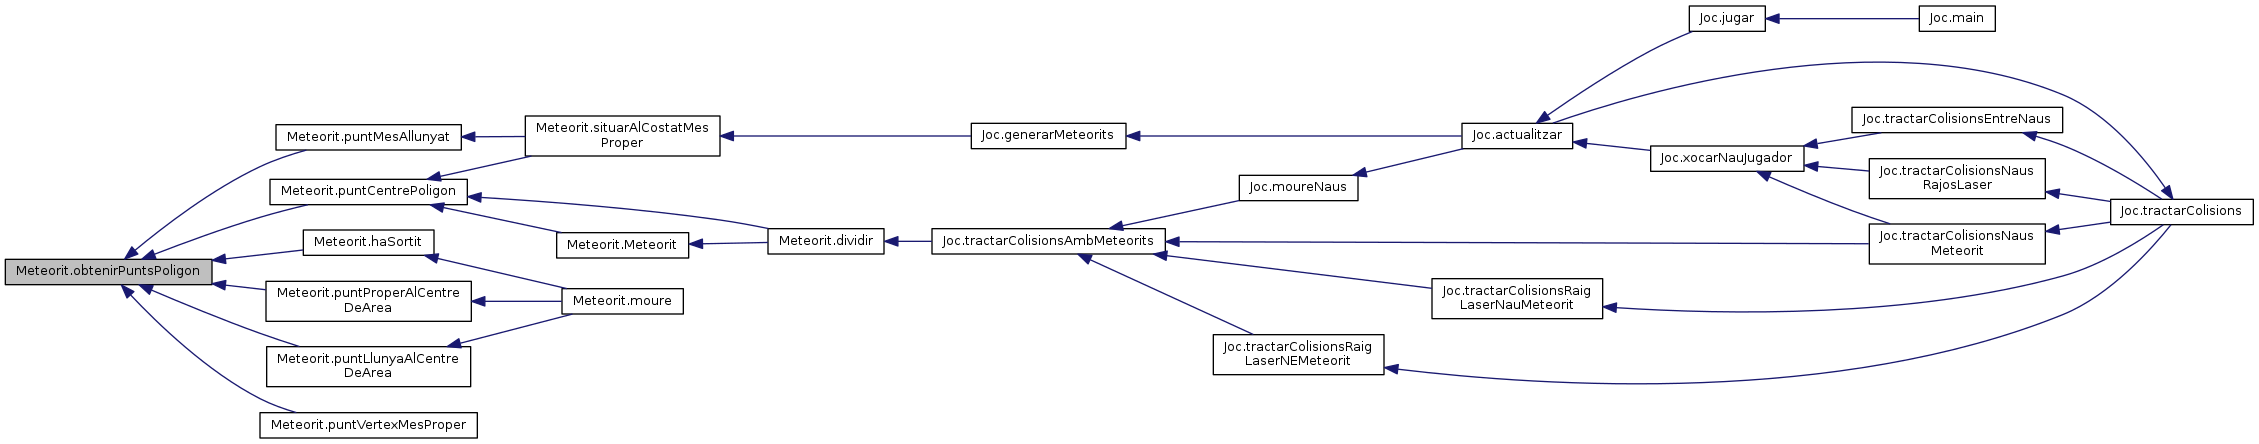 Joc.jugar
Joc.main
Meteorit.puntMesAllunyat
Meteorit.situarAlCostatMes
Proper
Joc.generarMeteorits
Joc.actualitzar
Joc.tractarColisionsEntreNaus
Joc.xocarNauJugador
Joc.tractarColisionsNaus
RajosLaser
Meteorit.puntCentrePoligon
Joc.moureNaus
Joc.tractarColisions
Meteorit.haSortit
Meteorit.Meteorit
Meteorit.dividir
Joc.tractarColisionsAmbMeteorits
Joc.tractarColisionsNaus
Meteorit
Meteorit.obtenirPuntsPoligon
Meteorit.puntProperAlCentre
DeArea
Meteorit.moure
Joc.tractarColisionsRaig
LaserNauMeteorit
Meteorit.puntLlunyaAlCentre
DeArea
Joc.tractarColisionsRaig
LaserNEMeteorit
Meteorit.puntVertexMesProper